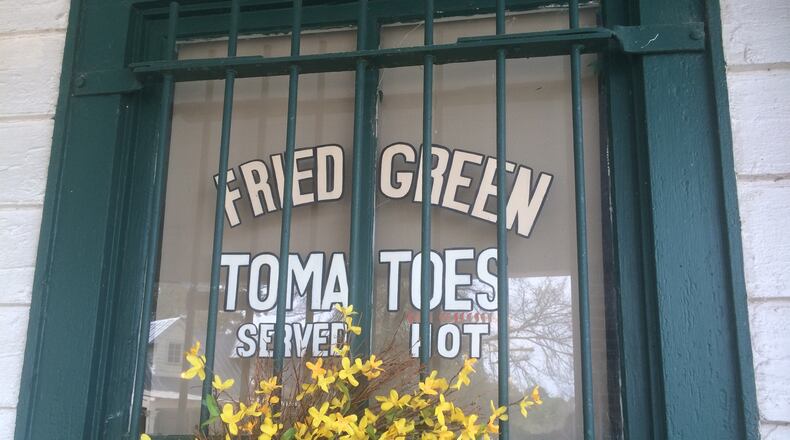 FRIED GREEN
TOMATOES
SERVED HOT